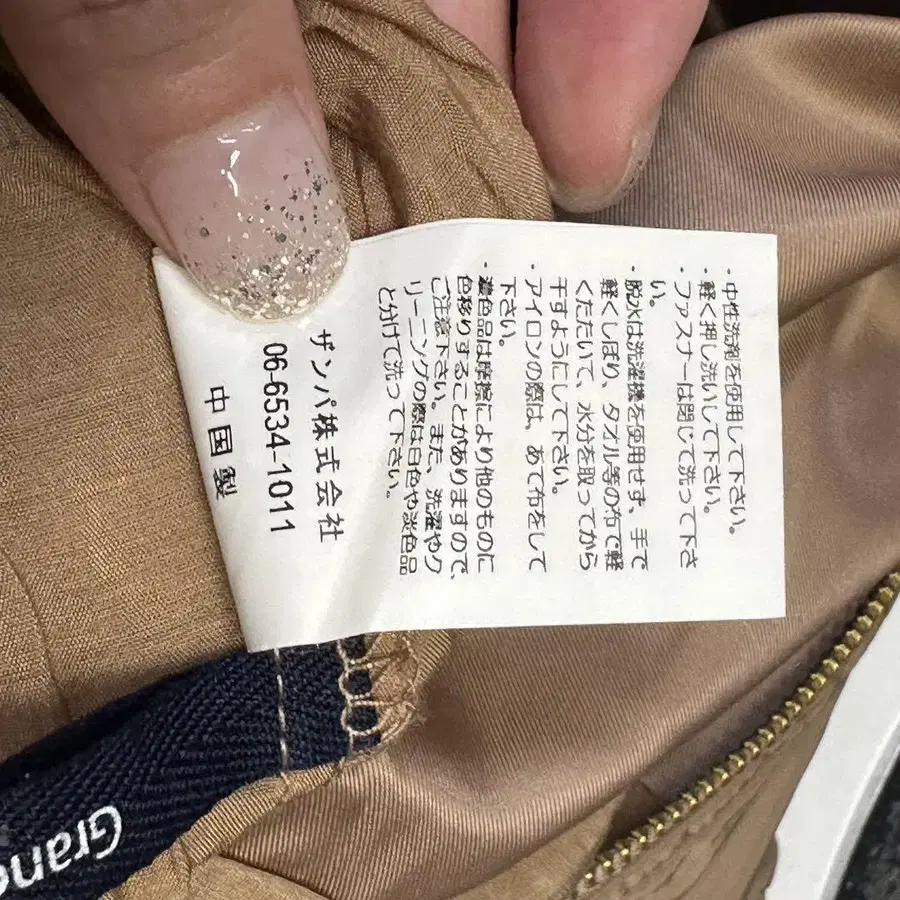 ・中性洗剤を使用して下さい。
・軽く押し洗いして下さい。
・ファスナーは閉じて洗って下さ
い。
・脱水は洗濯機を使用せず、手で
軽くしぼり、タオル等の布で軽
くたたいて、水分を取ってから
干すようにして下さい。
・アイロンの際は、あて布をして
下さい。
・濃色品は摩擦により他のものに
色移りすることがありますので、
ご注意下さい。また、洗濯やク
リーニングの際は白色や淡色品
と分けて洗って下さい。
ザンパ株式会社
06-6534-1011
中国製